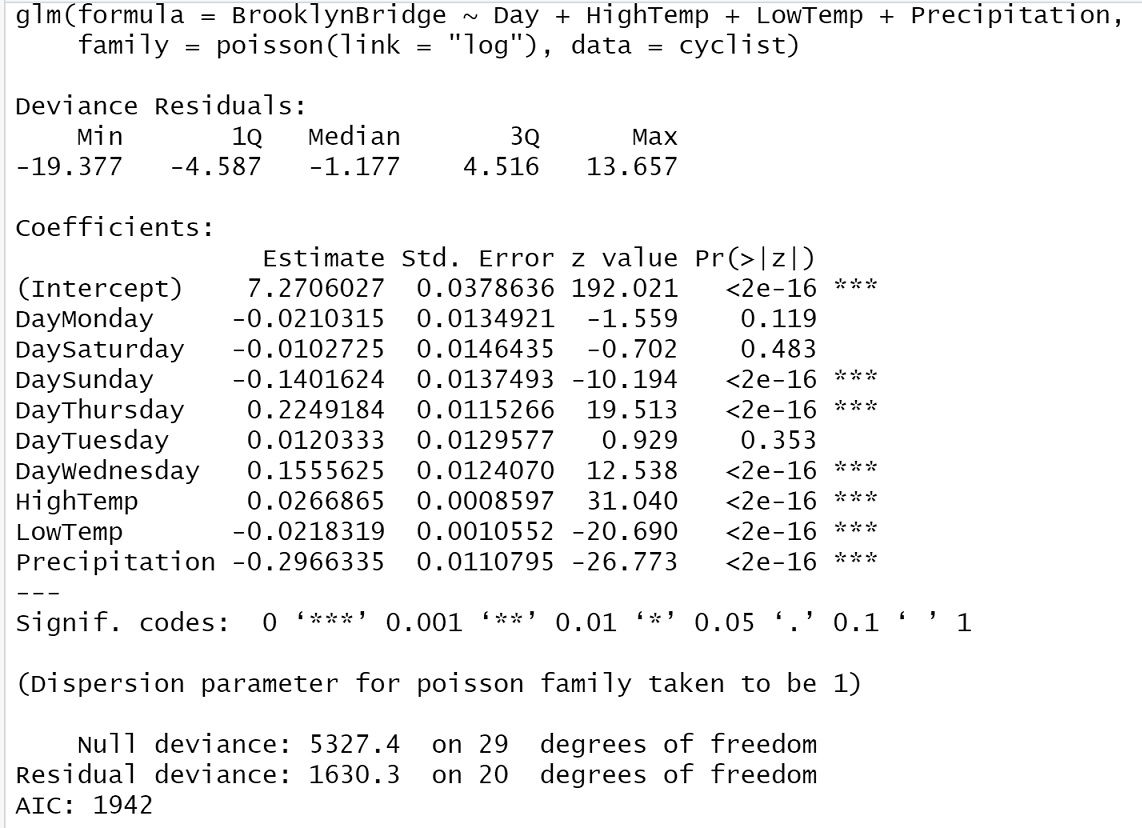 glm(formula = BrooklynBridge ~ Day + HighTemp + LowTemp + Precipitation,
    family = poisson(link = "log"), data = cyclist)

Deviance Residuals:
    Min       1Q   Median       3Q      Max
-19.377   -4.587   -1.177    4.516   13.657

Coefficients:
                Estimate Std. Error z value Pr(>|z|)
(Intercept)    7.2706027  0.0378636 192.021   <2e-16 ***
DayMonday     -0.0210315  0.0134921  -1.559    0.119
DaySaturday   -0.0102725  0.0146435  -0.702    0.483
DaySunday     -0.1401624  0.0137493 -10.194   <2e-16 ***
DayThursday    0.2249184  0.0115266  19.513   <2e-16 ***
DayTuesday     0.0120333  0.0129577   0.929    0.353
DayWednesday   0.1555625  0.0124070  12.538   <2e-16 ***
HighTemp       0.0266865  0.0008597  31.040   <2e-16 ***
LowTemp       -0.0218319  0.0010552 -20.690   <2e-16 ***
Precipitation -0.2966335  0.0110795 -26.773   <2e-16 ***
---
Signif. codes:  0 ‘***’ 0.001 ‘**’ 0.01 ‘*’ 0.05 ‘.’ 0.1 ‘ ’ 1

(Dispersion parameter for poisson family taken to be 1)

    Null deviance: 5327.4  on 29  degrees of freedom
Residual deviance: 1630.3  on 20  degrees of freedom
AIC: 1942